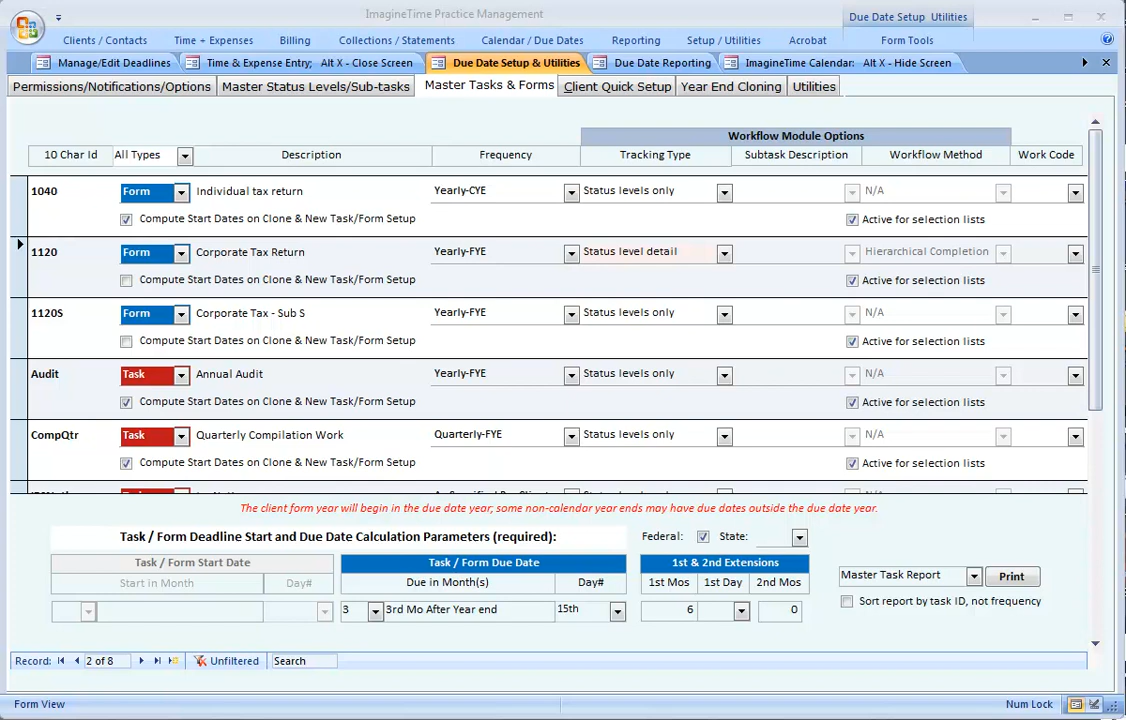 ImagineTime Practice Management
Due Date Setup Utilities
Clients / Contacts Time + Expenses Billing Collections / Statements Calendar / Due Dates Reporting Setup / Utilities Acrobat Form Tools
Manage/Edit Deadlines Time & Expense Entry; Alt X - Close Screen Due Date Setup & Utilities Due Date Reporting ImagineTime Calendar: Alt X - Hide Screen
Permissions/Notifications/Options Master Status Levels/Sub-tasks Master Tasks & Forms Client Quick Setup Year End Cloning Utilities
Workflow Module Options
10 Char Id All Types Description Frequency Tracking Type Subtask Description Workflow Method Work Code
1040 Form Individual tax return Yearly-CYE Status levels only N/A
Compute Start Dates on Clone & New Task/Form Setup Active for selection lists
1120 Form Corporate Tax Return Yearly-FYE Status level detail Hierarchical Completion
Compute Start Dates on Clone & New Task/Form Setup Active for selection lists
1120S Form Corporate Tax - Sub S Yearly-FYE Status levels only N/A
Compute Start Dates on Clone & New Task/Form Setup Active for selection lists
Audit Task Annual Audit Yearly-FYE Status levels only N/A
Compute Start Dates on Clone & New Task/Form Setup Active for selection lists
CompQtr Task Quarterly Compilation Work Quarterly-FYE Status levels only N/A
Compute Start Dates on Clone & New Task/Form Setup Active for selection lists
The client form year will begin in the due date year; some non-calendar year ends may have due dates outside the due date year.
Task / Form Deadline Start and Due Date Calculation Parameters (required): Federal: State:
Task / Form Start Date Task / Form Due Date 1st & 2nd Extensions
Start in Month Day# Due in Month(s) Day# 1st Mos 1st Day 2nd Mos
Master Task Report Print
Sort report by task ID, not frequency
3 3rd Mo After Year end 15th 6 0
Record: 2 of 8 Unfiltered Search
Form View Num Lock